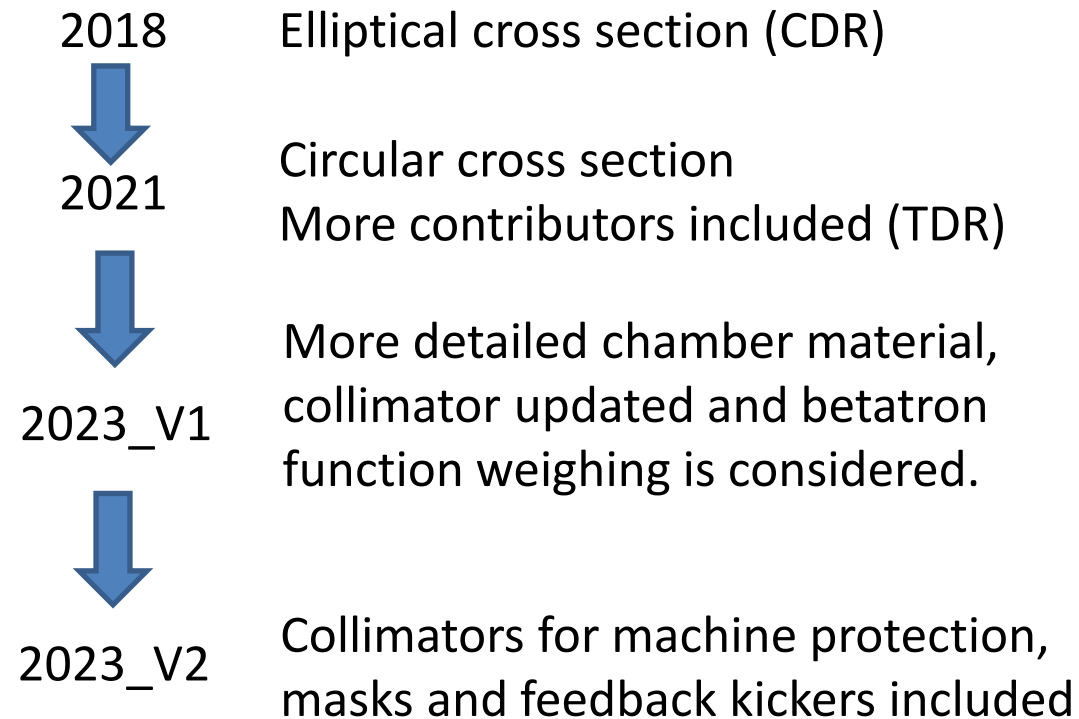 2018 Elliptical cross section (CDR)
Circular cross section
2021
More contributors included (TDR)
More detailed chamber material,
2023_V1 collimator updated and betatron
function weighing is considered.
2023_V2 Collimators for machine protection,
masks and feedback kickers included